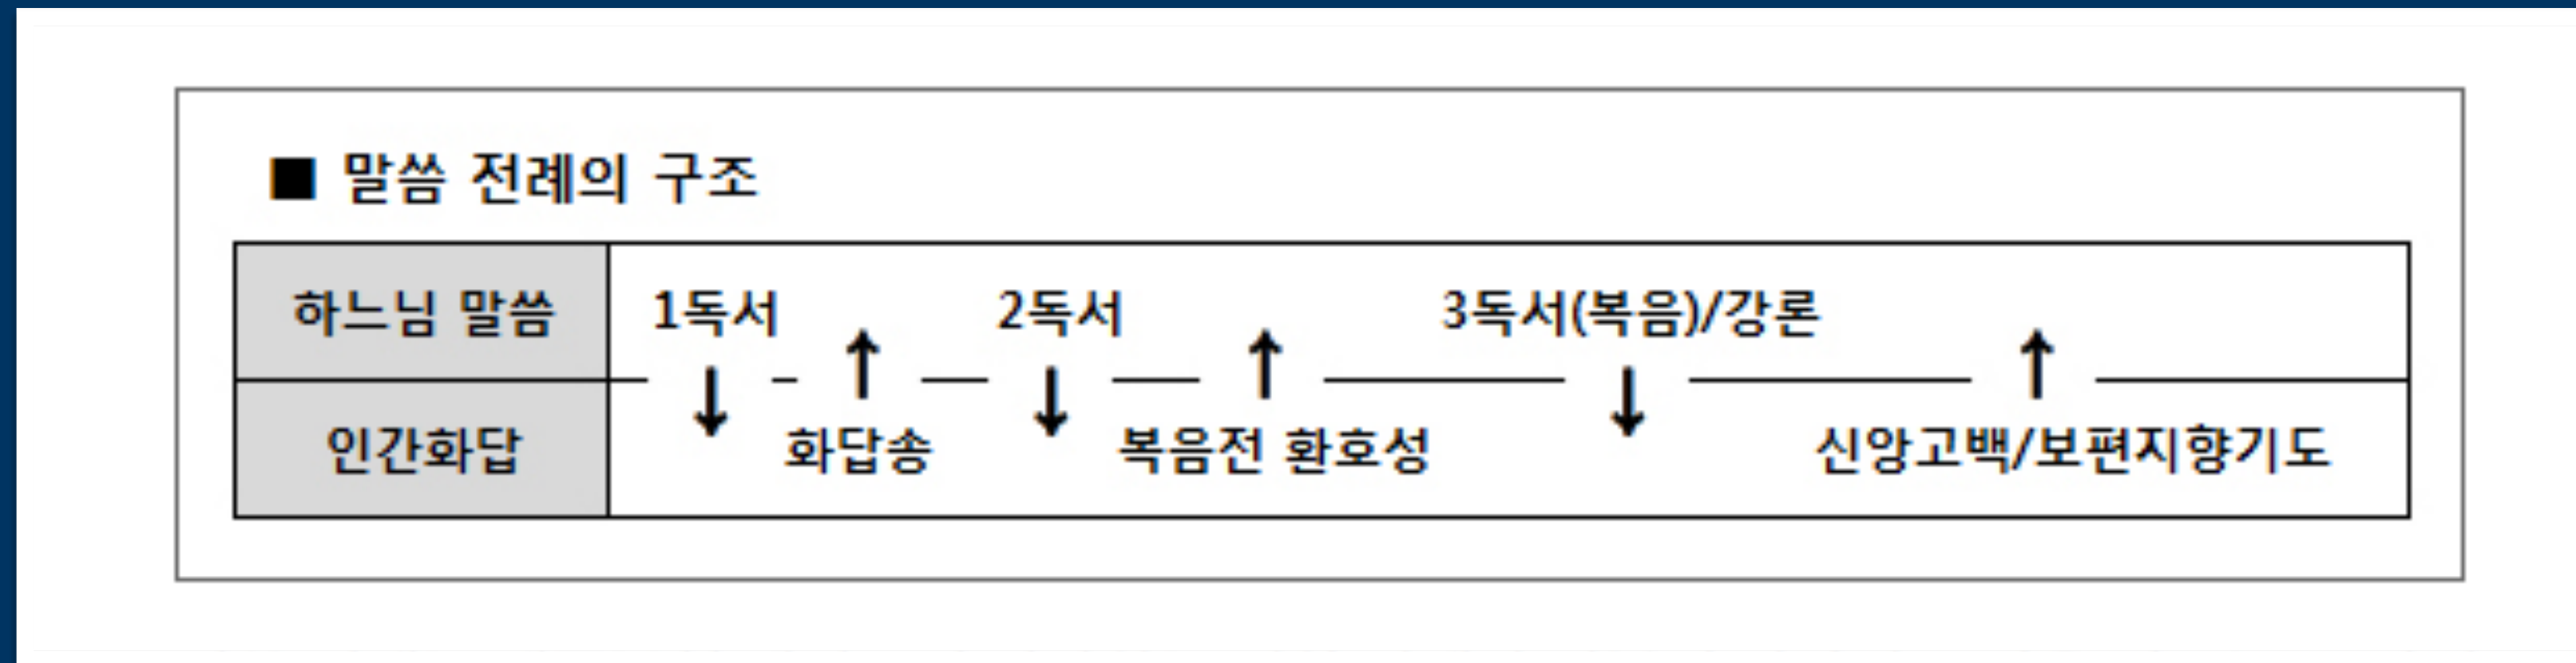 ■ 말씀 전례의 구조
하느님 말씀 1독서 2독서 3독서(복음)/강론
↓ ↑ ↓ ↑ ↓ ↑
인간화답 화답송 복음전 환호성 신앙고백/보편지향기도